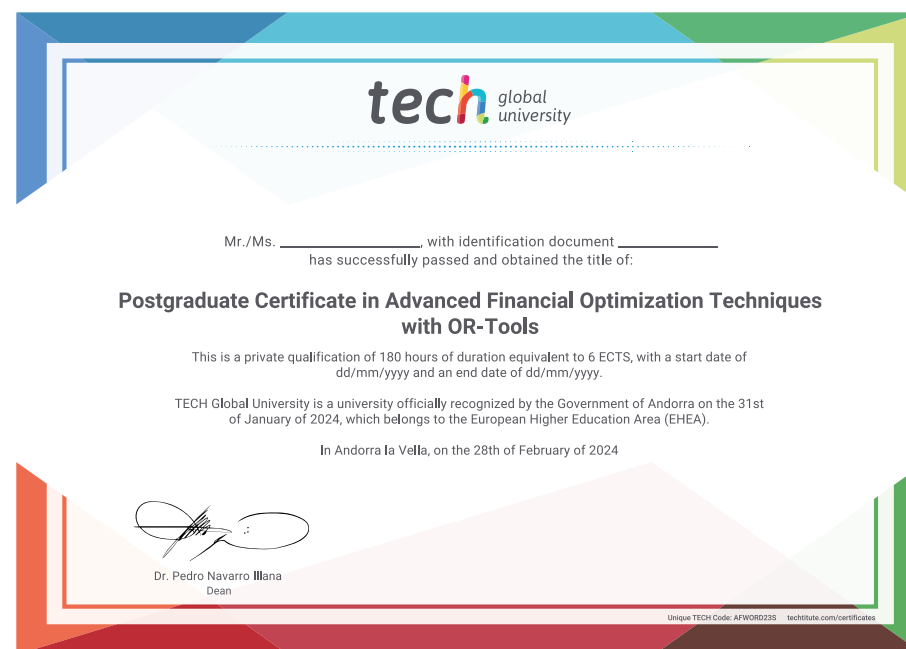 tech global university
Mr./Ms. ____________________, with identification document ______________
has successfully passed and obtained the title of:
Postgraduate Certificate in Advanced Financial Optimization Techniques
with OR-Tools
This is a private qualification of 180 hours of duration equivalent to 6 ECTS, with a start date of
dd/mm/yyyy and an end date of dd/mm/yyyy.
TECH Global University is a university officially recognized by the Government of Andorra on the 31st
of January of 2024, which belongs to the European Higher Education Area (EHEA).
In Andorra la Vella, on the 28th of February of 2024
Dr. Pedro Navarro Illana
Dean
Unique TECH Code: AFWORD23S techtitute.com/certificates